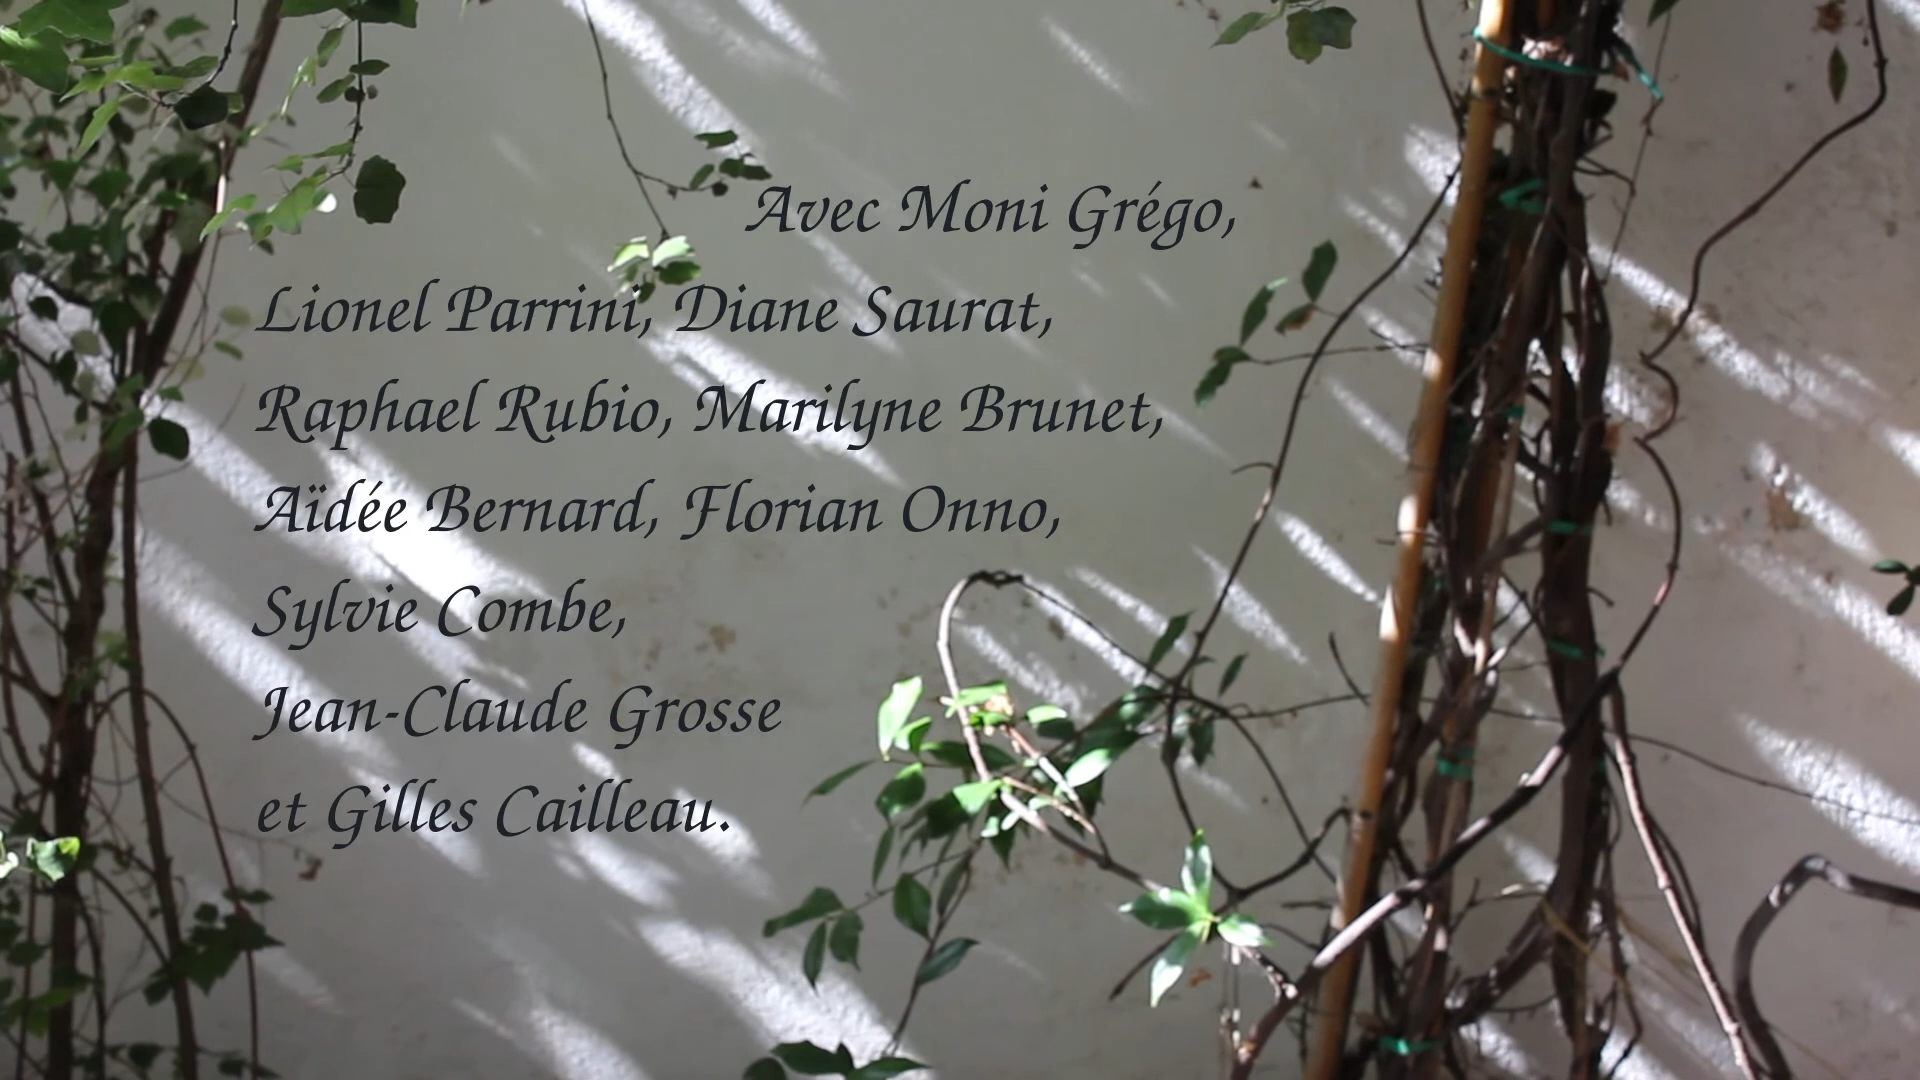 Avec Moni Grégo,
Lionel Parrini, Diane Saurat,
Raphael Rubio, Marilyne Brunet,
Aïdée Bernard, Florian Onno,
Sylvie Combe,
Jean-Claude Grosse
et Gilles Cailleau.